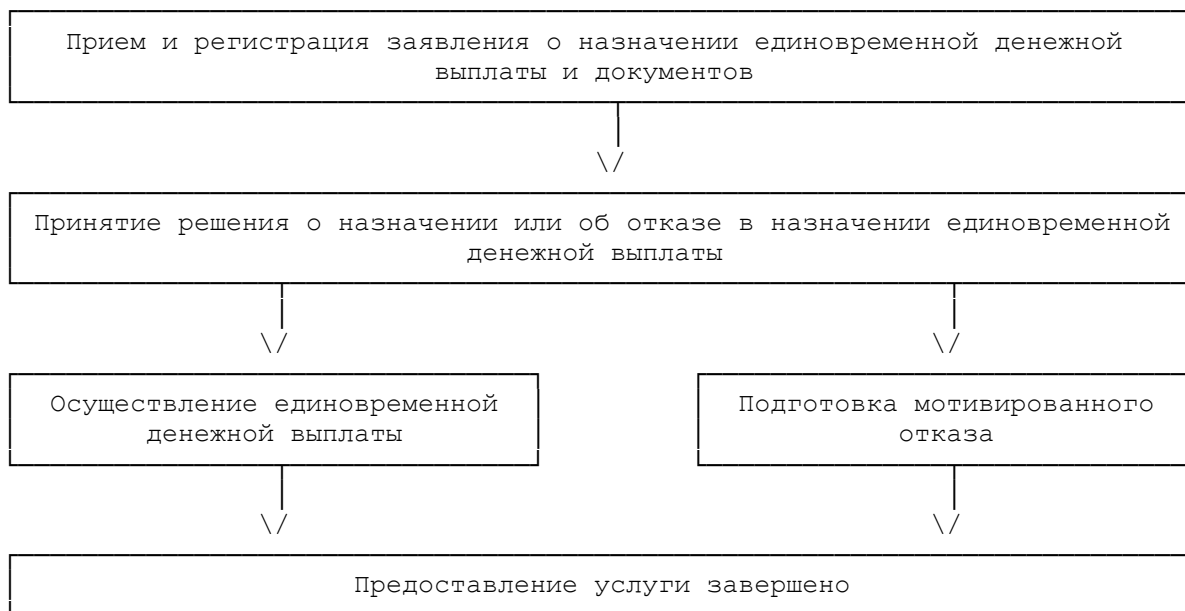 Прием и регистрация заявления о назначении единовременной денежной
выплаты и документов
Принятие решения о назначении или об отказе в назначении единовременной
денежной выплаты
Осуществление единовременной
денежной выплаты
Подготовка мотивированного
отказа
Предоставление услуги завершено